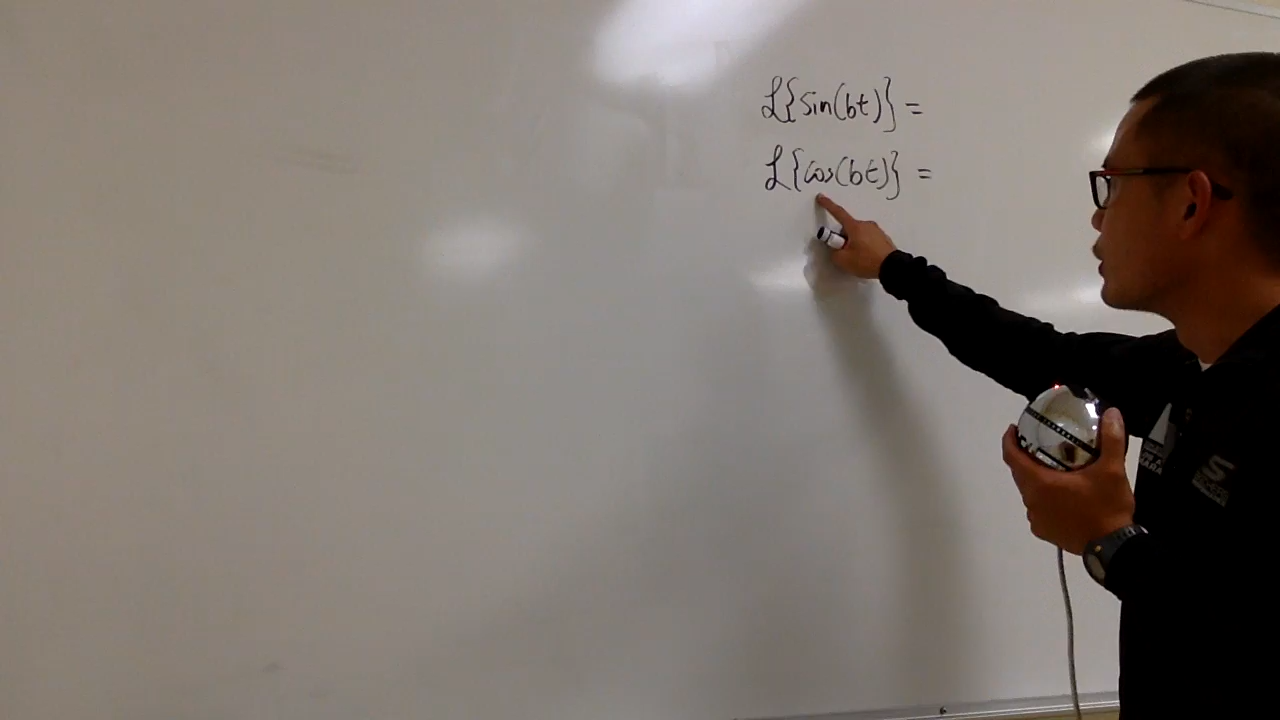 ℒ{sin(bt)} =
ℒ{cos(bt)} =